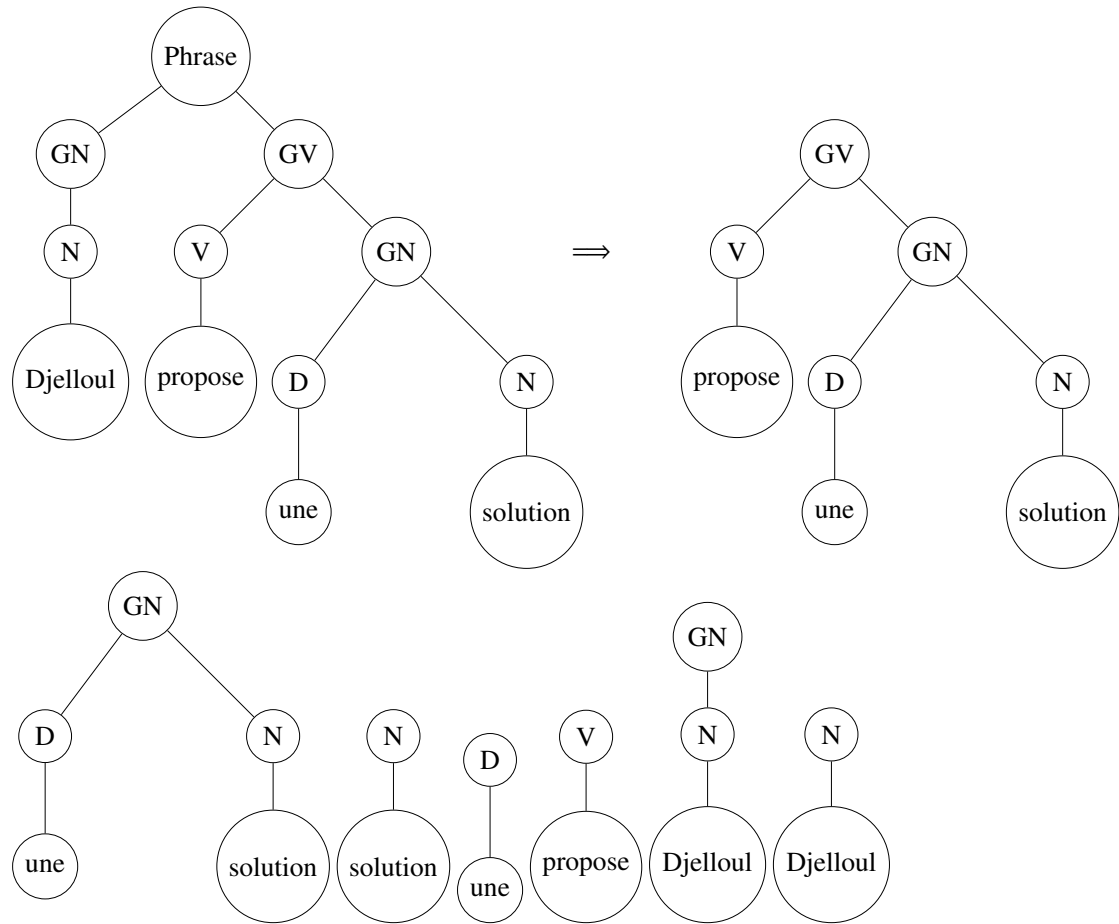 Phrase
GN GV GV
N V GN ⟹ V GN
Djelloul propose D N propose D N
une solution une solution
GN GN
D N N D V N N
une solution solution une propose Djelloul Djelloul